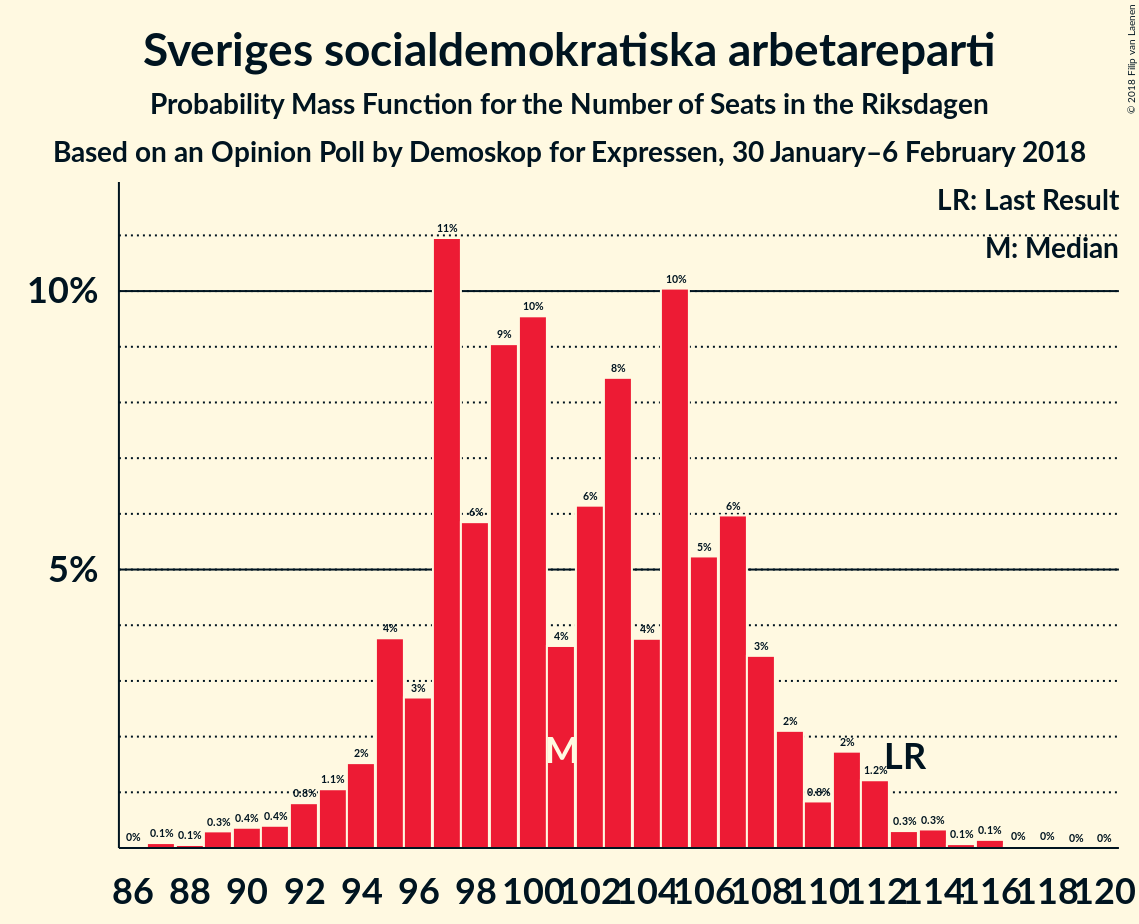 © 2018 Filip van Laenen
Sveriges socialdemokratiska arbetareparti
Probability Mass Function for the Number of Seats in the Riksdagen
Based on an Opinion Poll by Demoskop for Expressen, 30 January–6 February 2018
LR: Last Result
M: Median
10%
5%
0% 0.1% 0.1% 0.3% 0.4% 0.4% 0.8% 1.1% 2% 4% 3% 11% 6% 9% 10% 4% 6% 8% 4% 10% 5% 6% 3% 2% 0.8% 2% 1.2% 0.3% 0.3% 0.1% 0.1% 0% 0% 0% 0%
M
LR
86 88 90 92 94 96 98 100 102 104 106 108 110 112 114 116 118 120